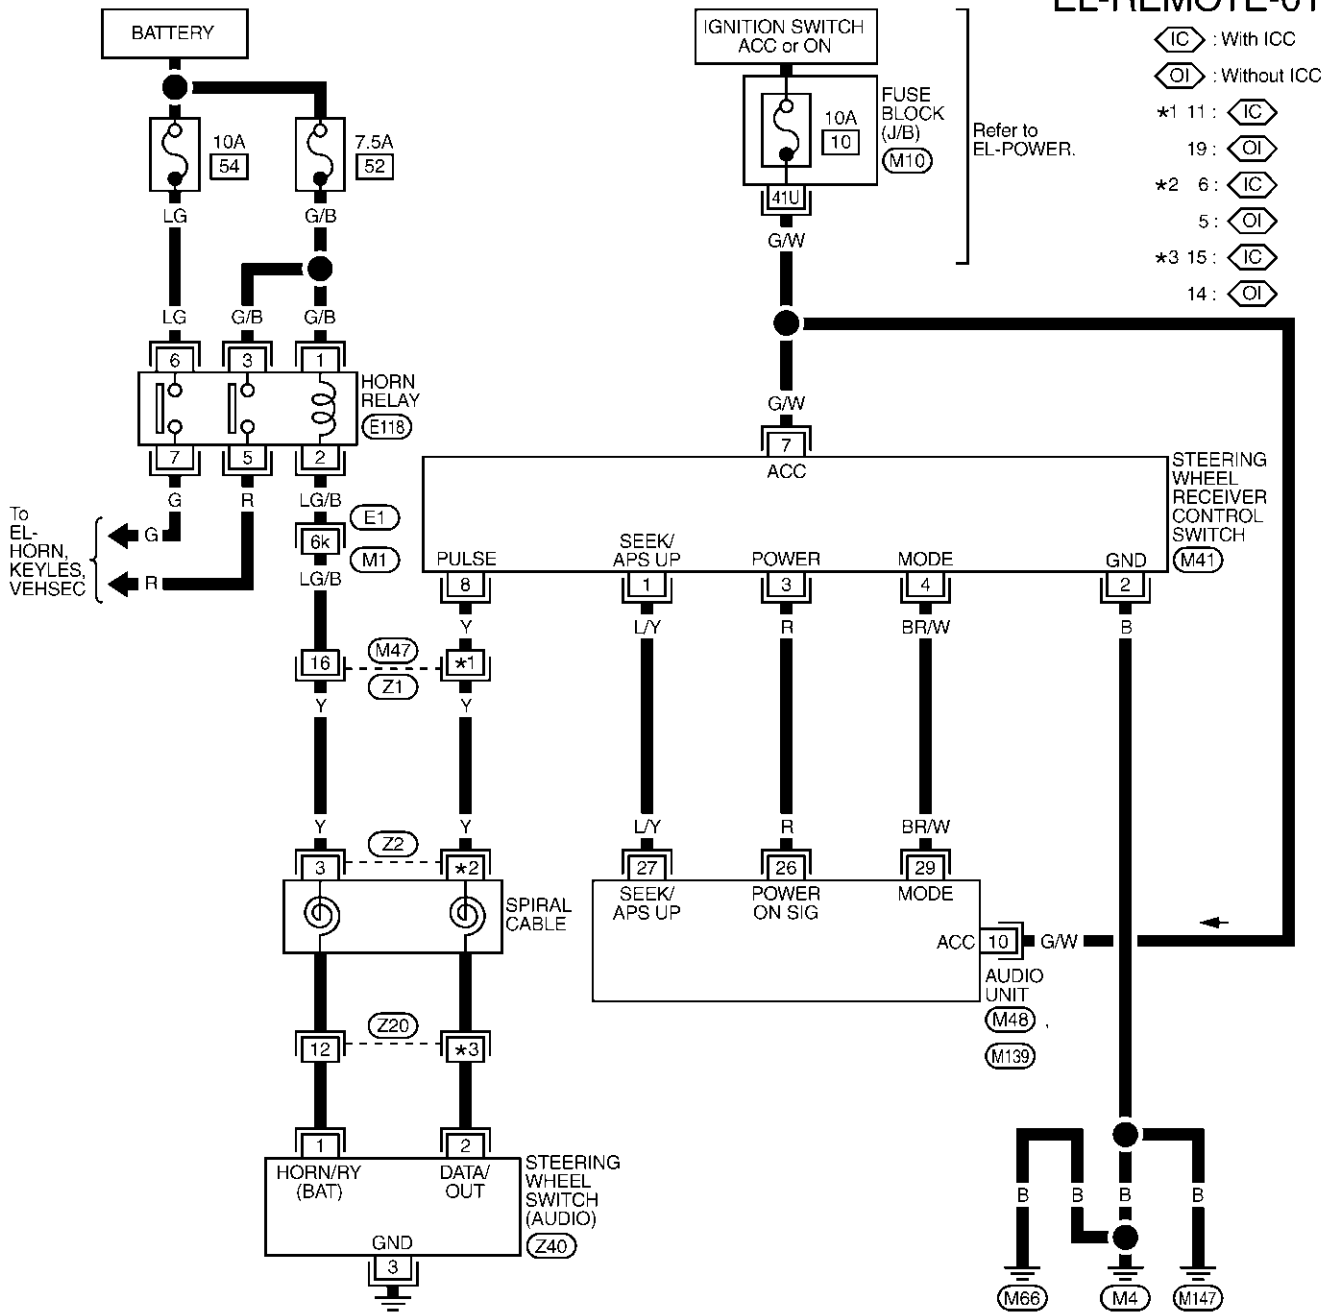 EL-REMOTE-01
BATTERY
IGNITION SWITCH
ACC or ON
IC : With ICC
OI : Without ICC
*1 11 : IC
19 : OI
*2 6 : IC
5 : OI
*3 15 : IC
14 : OI
10A
54
7.5A
52
10A
10
FUSE
BLOCK
(J/B)
M10
Refer to
EL-POWER.
41U
LG
G/B
G/W
LG
G/B
G/B
6
3
1
HORN
RELAY
E118
7
5
2
G/W
7
ACC
STEERING
WHEEL
RECEIVER
CONTROL
SWITCH
M41
G
R
LG/B
To
EL-
HORN,
KEYLES,
VEHSEC
G
R
E1
6k
M1
LG/B
PULSE
SEEK/
APS UP
POWER
MODE
GND
8
1
3
4
2
Y
L/Y
R
BR/W
B
16
M47
Z1
*1
Y
Y
Y
Y
L/Y
R
BR/W
3
Z2
*2
27
26
29
SPIRAL
CABLE
SEEK/
APS UP
POWER
ON SIG
MODE
ACC
10
G/W
AUDIO
UNIT
M48 ,
M139
12
Z20
*3
1
2
HORN/RY
(BAT)
DATA/
OUT
STEERING
WHEEL
SWITCH
(AUDIO)
Z40
GND
3
B
B
B
B
M66
M4
M147